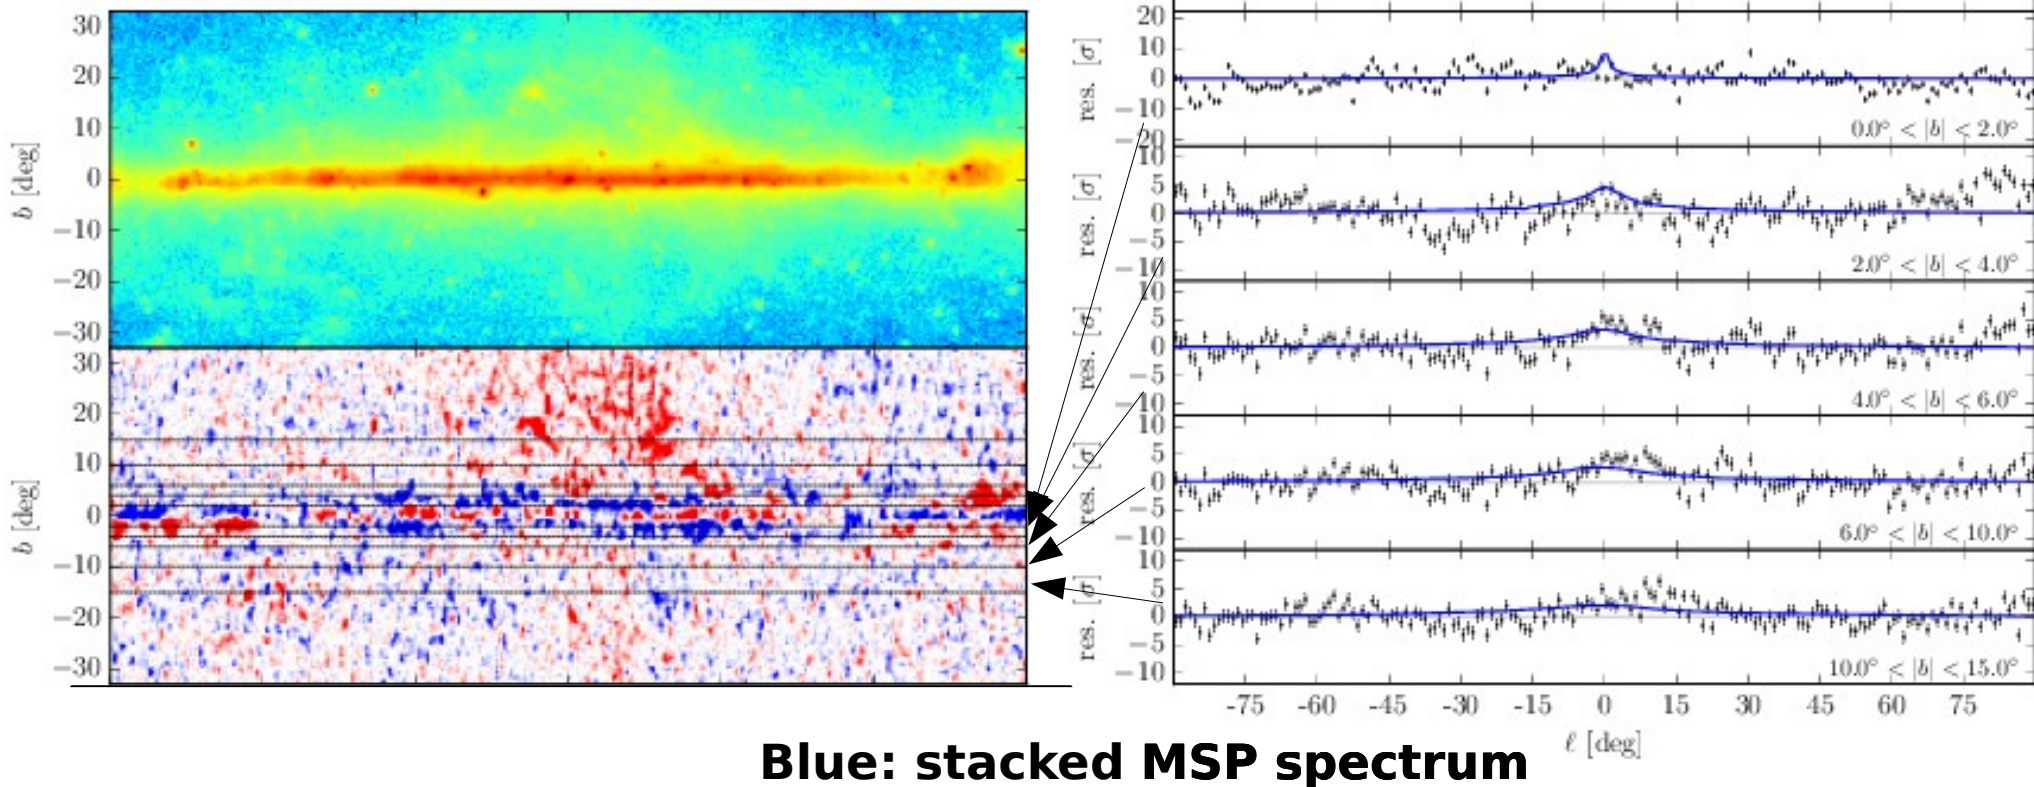 30
20
10
0
−10
−20
−30
b [deg]
30
20
10
0
−10
−20
−30
b [deg]
20
10
0
−10
−20
res. [σ]
0.0° < |b| < 2.0°
10
5
0
−5
−10
res. [σ]
2.0° < |b| < 4.0°
10
5
0
−5
−10
res. [σ]
4.0° < |b| < 6.0°
10
5
0
−5
−10
res. [σ]
6.0° < |b| < 10.0°
10
5
0
−5
−10
res. [σ]
10.0° < |b| < 15.0°
-75 -60 -45 -30 -15 0 15 30 45 60 75
ℓ [deg]
Blue: stacked MSP spectrum